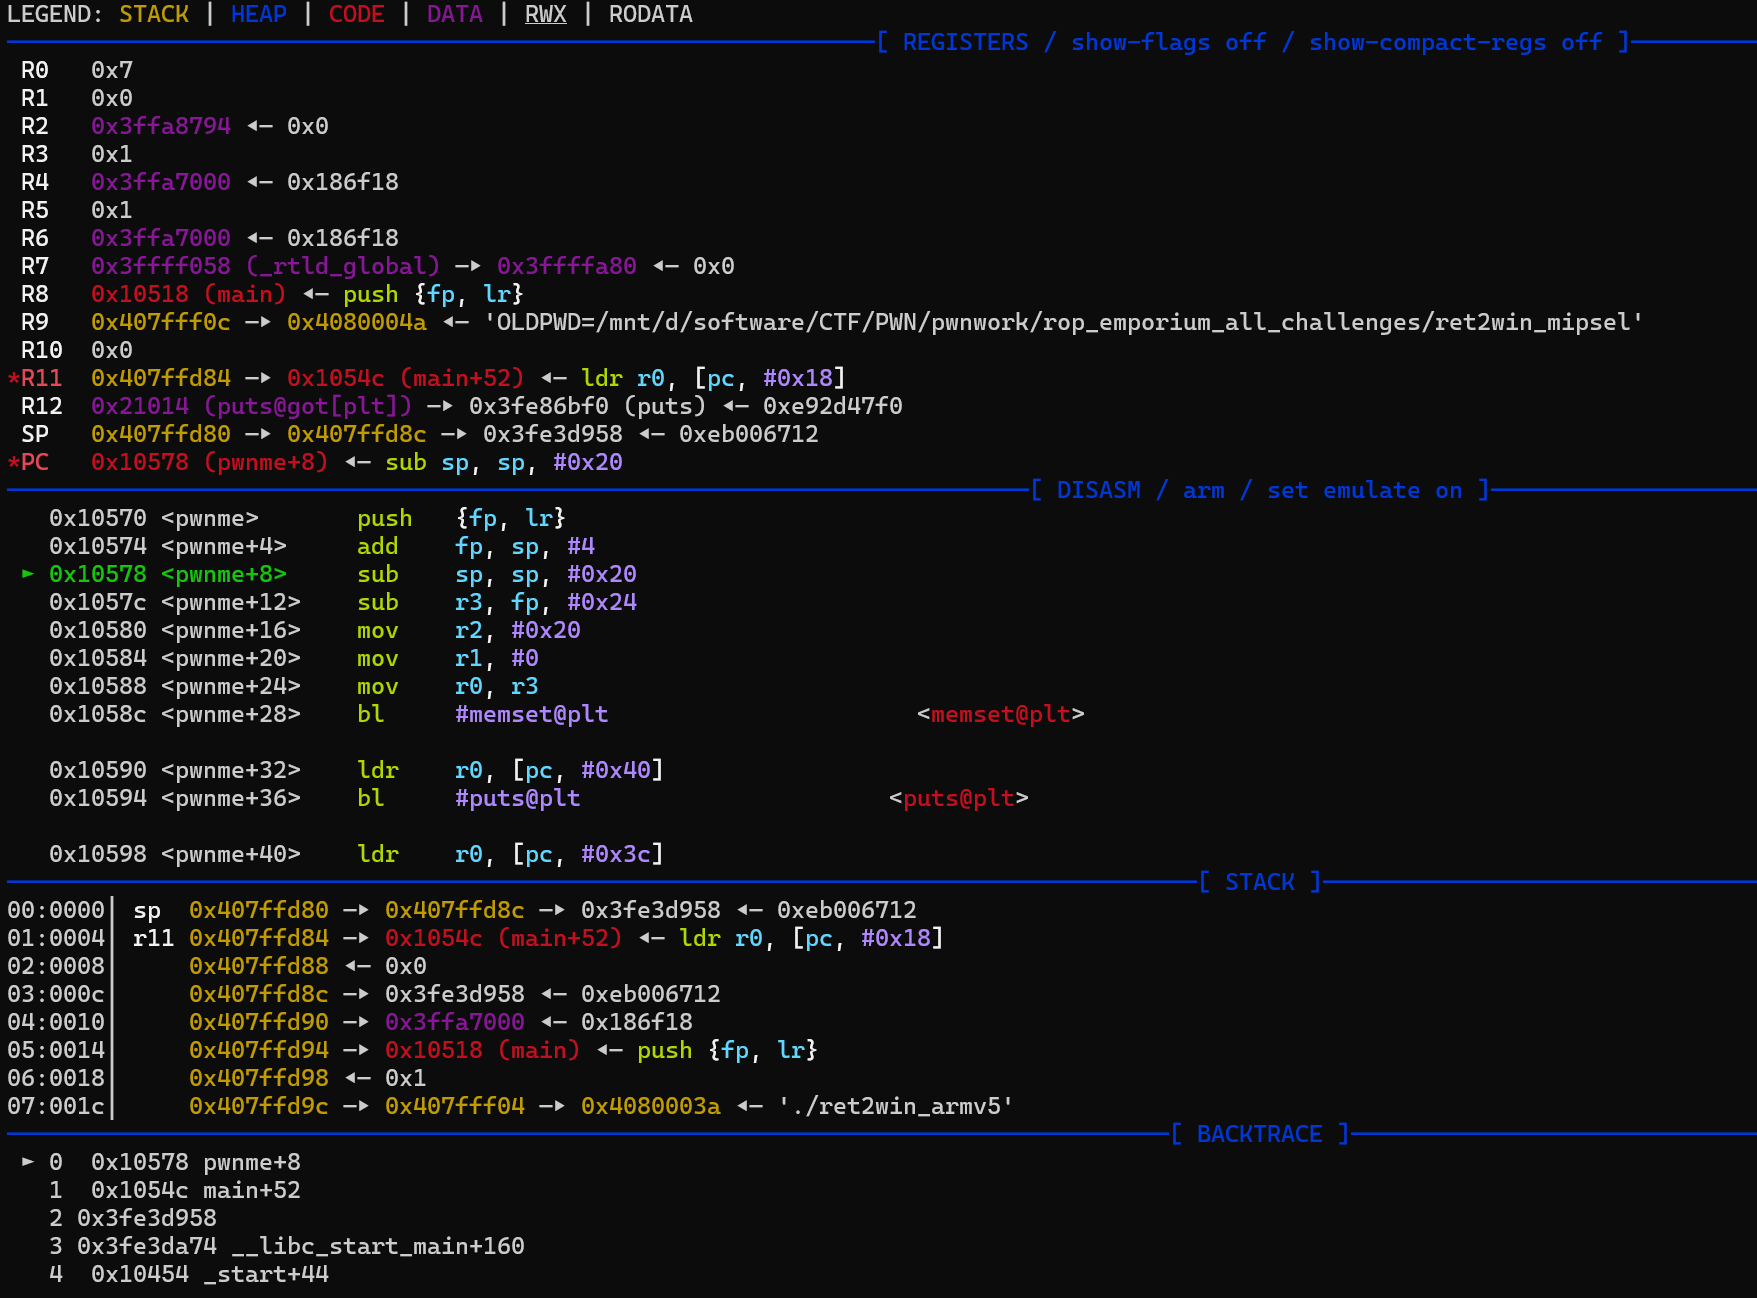 LEGEND: STACK | HEAP | CODE | DATA | RWX | RODATA
[ REGISTERS / show-flags off / show-compact-regs off ]
R0 0x7
R1 0x0
R2 0x3ffa8794 ◂— 0x0
R3 0x1
R4 0x3ffa7000 ◂— 0x186f18
R5 0x1
R6 0x3ffa7000 ◂— 0x186f18
R7 0x3ffff058 (_rtld_global) —▸ 0x3ffffa80 ◂— 0x0
R8 0x10518 (main) ◂— push {fp, lr}
R9 0x407fff0c —▸ 0x4080004a ◂— 'OLDPWD=/mnt/d/software/CTF/PWN/pwnwork/rop_emporium_all_challenges/ret2win_mipsel'
R10 0x0
*R11 0x407ffd84 —▸ 0x1054c (main+52) ◂— ldr r0, [pc, #0x18]
R12 0x21014 (puts@got[plt]) —▸ 0x3fe86bf0 (puts) ◂— 0xe92d47f0
SP 0x407ffd80 —▸ 0x407ffd8c —▸ 0x3fe3d958 ◂— 0xeb006712
*PC 0x10578 (pwnme+8) ◂— sub sp, sp, #0x20
[ DISASM / arm / set emulate on ]
0x10570 <pwnme> push {fp, lr}
0x10574 <pwnme+4> add fp, sp, #4
► 0x10578 <pwnme+8> sub sp, sp, #0x20
0x1057c <pwnme+12> sub r3, fp, #0x24
0x10580 <pwnme+16> mov r2, #0x20
0x10584 <pwnme+20> mov r1, #0
0x10588 <pwnme+24> mov r0, r3
0x1058c <pwnme+28> bl #memset@plt <memset@plt>
0x10590 <pwnme+32> ldr r0, [pc, #0x40]
0x10594 <pwnme+36> bl #puts@plt <puts@plt>
0x10598 <pwnme+40> ldr r0, [pc, #0x3c]
[ STACK ]
00:0000│ sp 0x407ffd80 —▸ 0x407ffd8c —▸ 0x3fe3d958 ◂— 0xeb006712
01:0004│ r11 0x407ffd84 —▸ 0x1054c (main+52) ◂— ldr r0, [pc, #0x18]
02:0008│ 0x407ffd88 ◂— 0x0
03:000c│ 0x407ffd8c —▸ 0x3fe3d958 ◂— 0xeb006712
04:0010│ 0x407ffd90 —▸ 0x3ffa7000 ◂— 0x186f18
05:0014│ 0x407ffd94 —▸ 0x10518 (main) ◂— push {fp, lr}
06:0018│ 0x407ffd98 ◂— 0x1
07:001c│ 0x407ffd9c —▸ 0x407fff04 —▸ 0x4080003a ◂— './ret2win_armv5'
[ BACKTRACE ]
► 0 0x10578 pwnme+8
1 0x1054c main+52
2 0x3fe3d958
3 0x3fe3da74 __libc_start_main+160
4 0x10454 _start+44